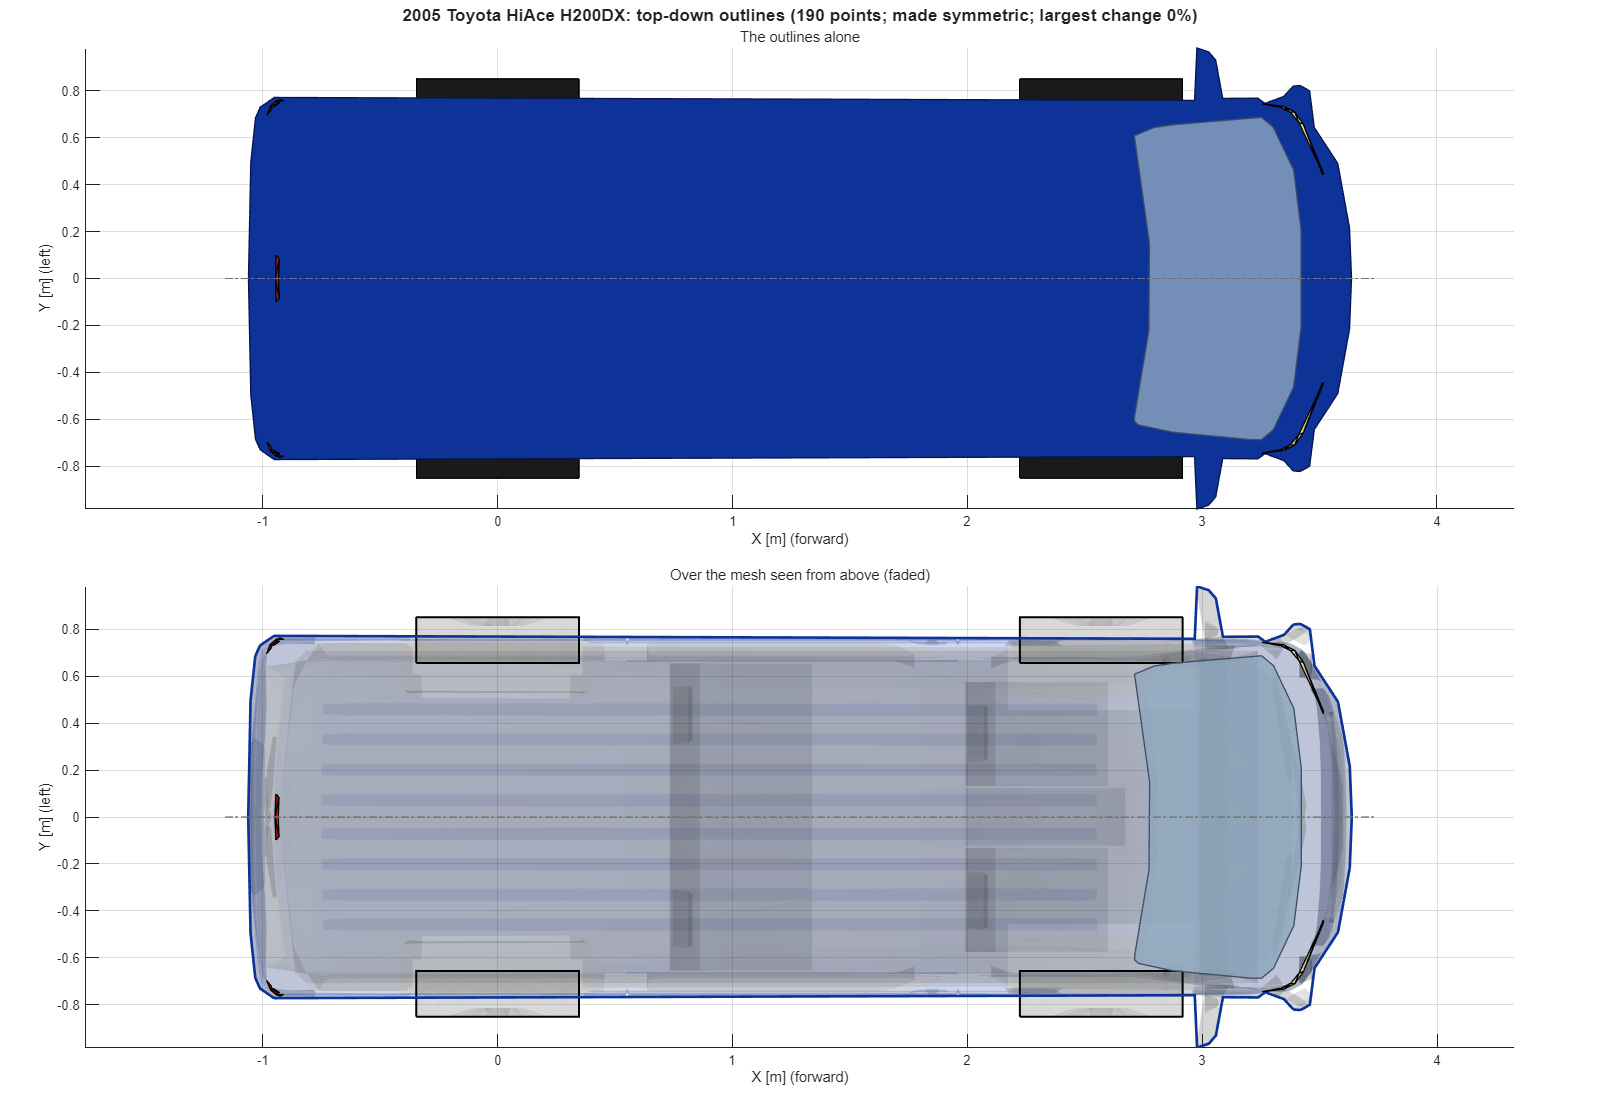 2005 Toyota HiAce H200DX: top-down outlines (190 points; made symmetric; largest change 0%)
The outlines alone
0.8
0.6
0.4
0.2
0
-0.2
-0.4
-0.6
-0.8
Y [m] (left)
-1 0 1 2 3 4
X [m] (forward)
Over the mesh seen from above (faded)
0.8
0.6
0.4
0.2
0
-0.2
-0.4
-0.6
-0.8
Y [m] (left)
-1 0 1 2 3 4
X [m] (forward)